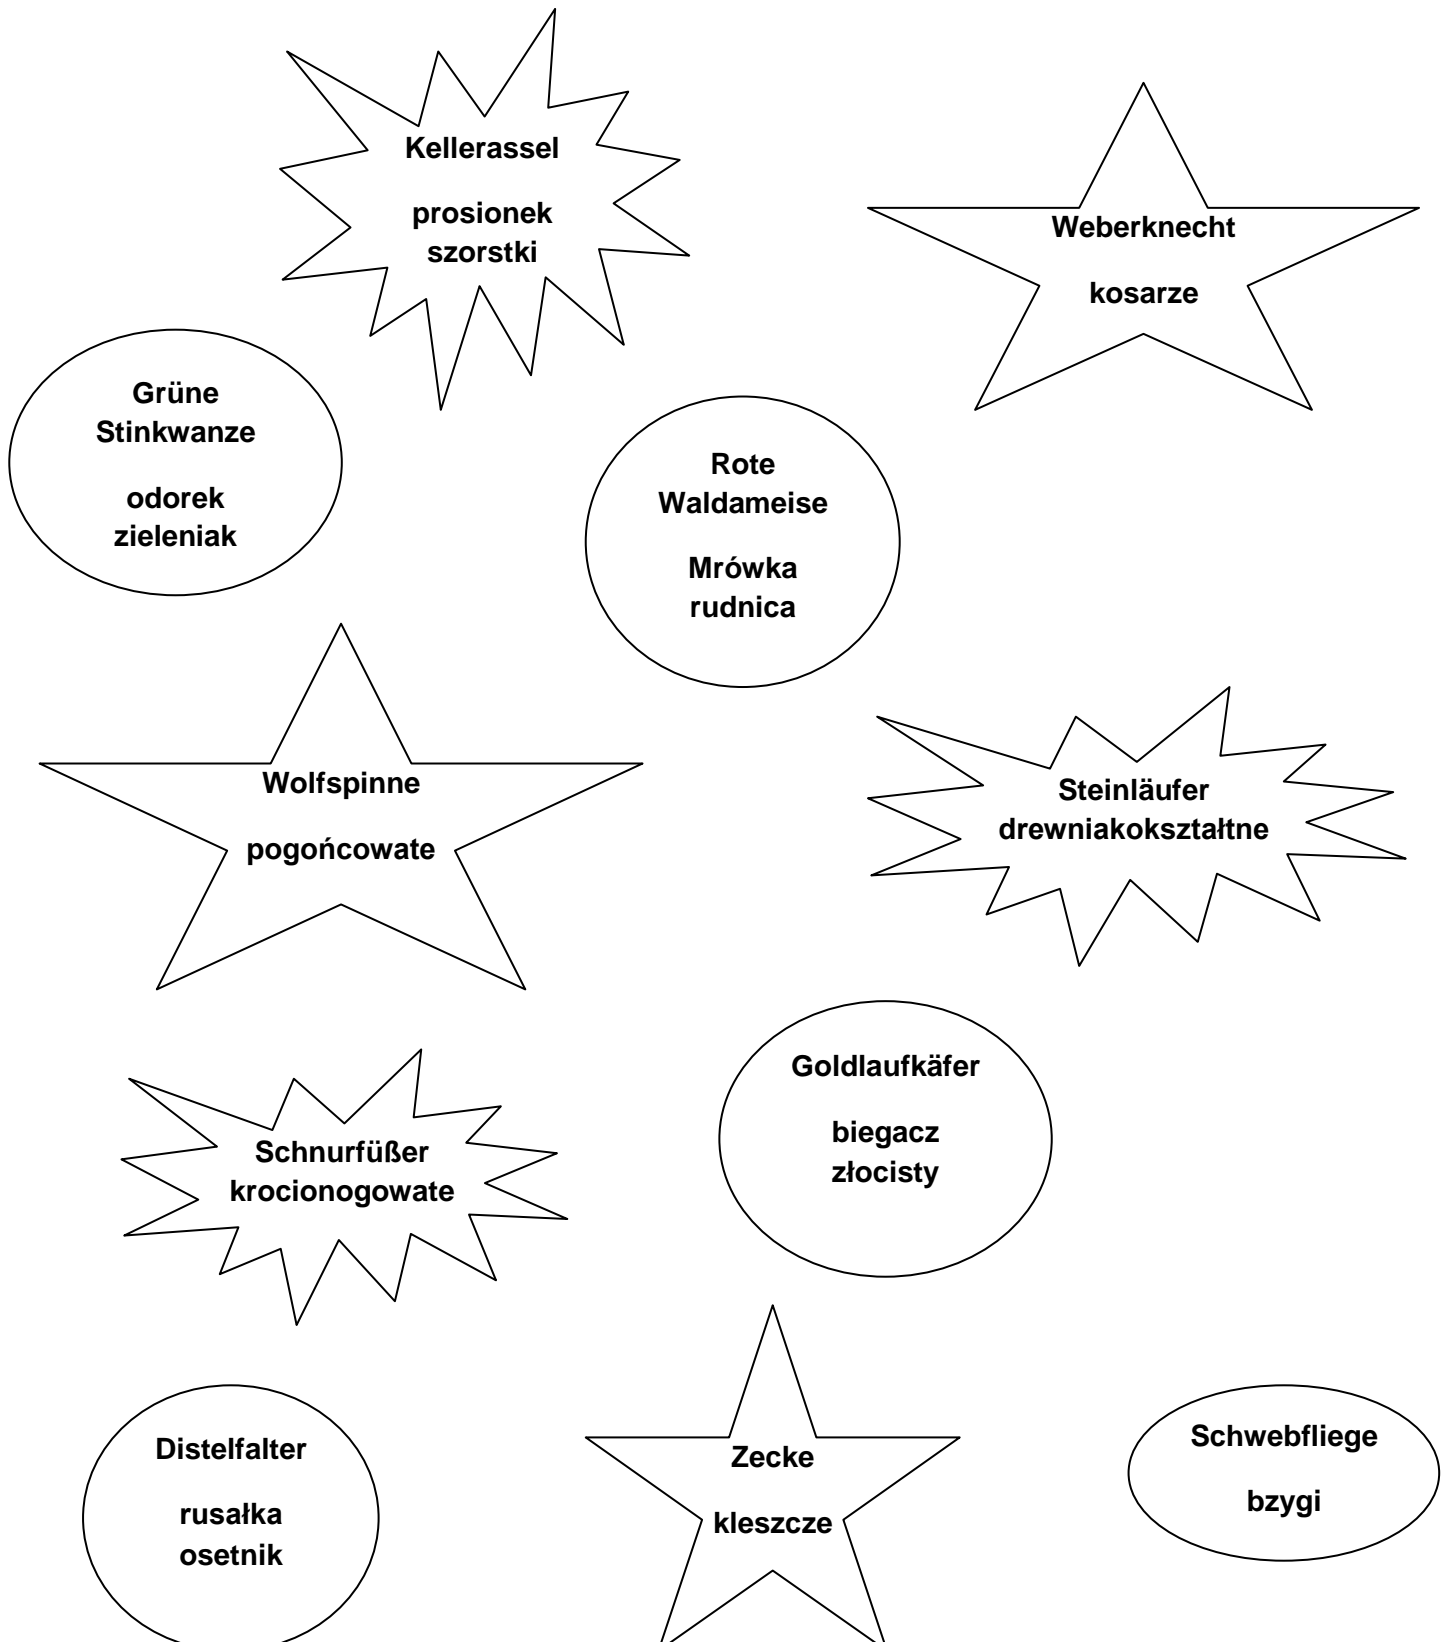 Kellerassel
prosionek
szorstki
Weberknecht
kosarze
Grüne
Stinkwanze
odorek
zieleniak
Rote
Waldameise
Mrówka
rudnica
Wolfspinne
pogońcowate
Steinläufer
drewniakokształtne
Goldlaufkäfer
biegacz
złocisty
Schnurfüßer
krocionogowate
Distelfalter
rusałka
osetnik
Zecke
kleszcze
Schwebfliege
bzygi